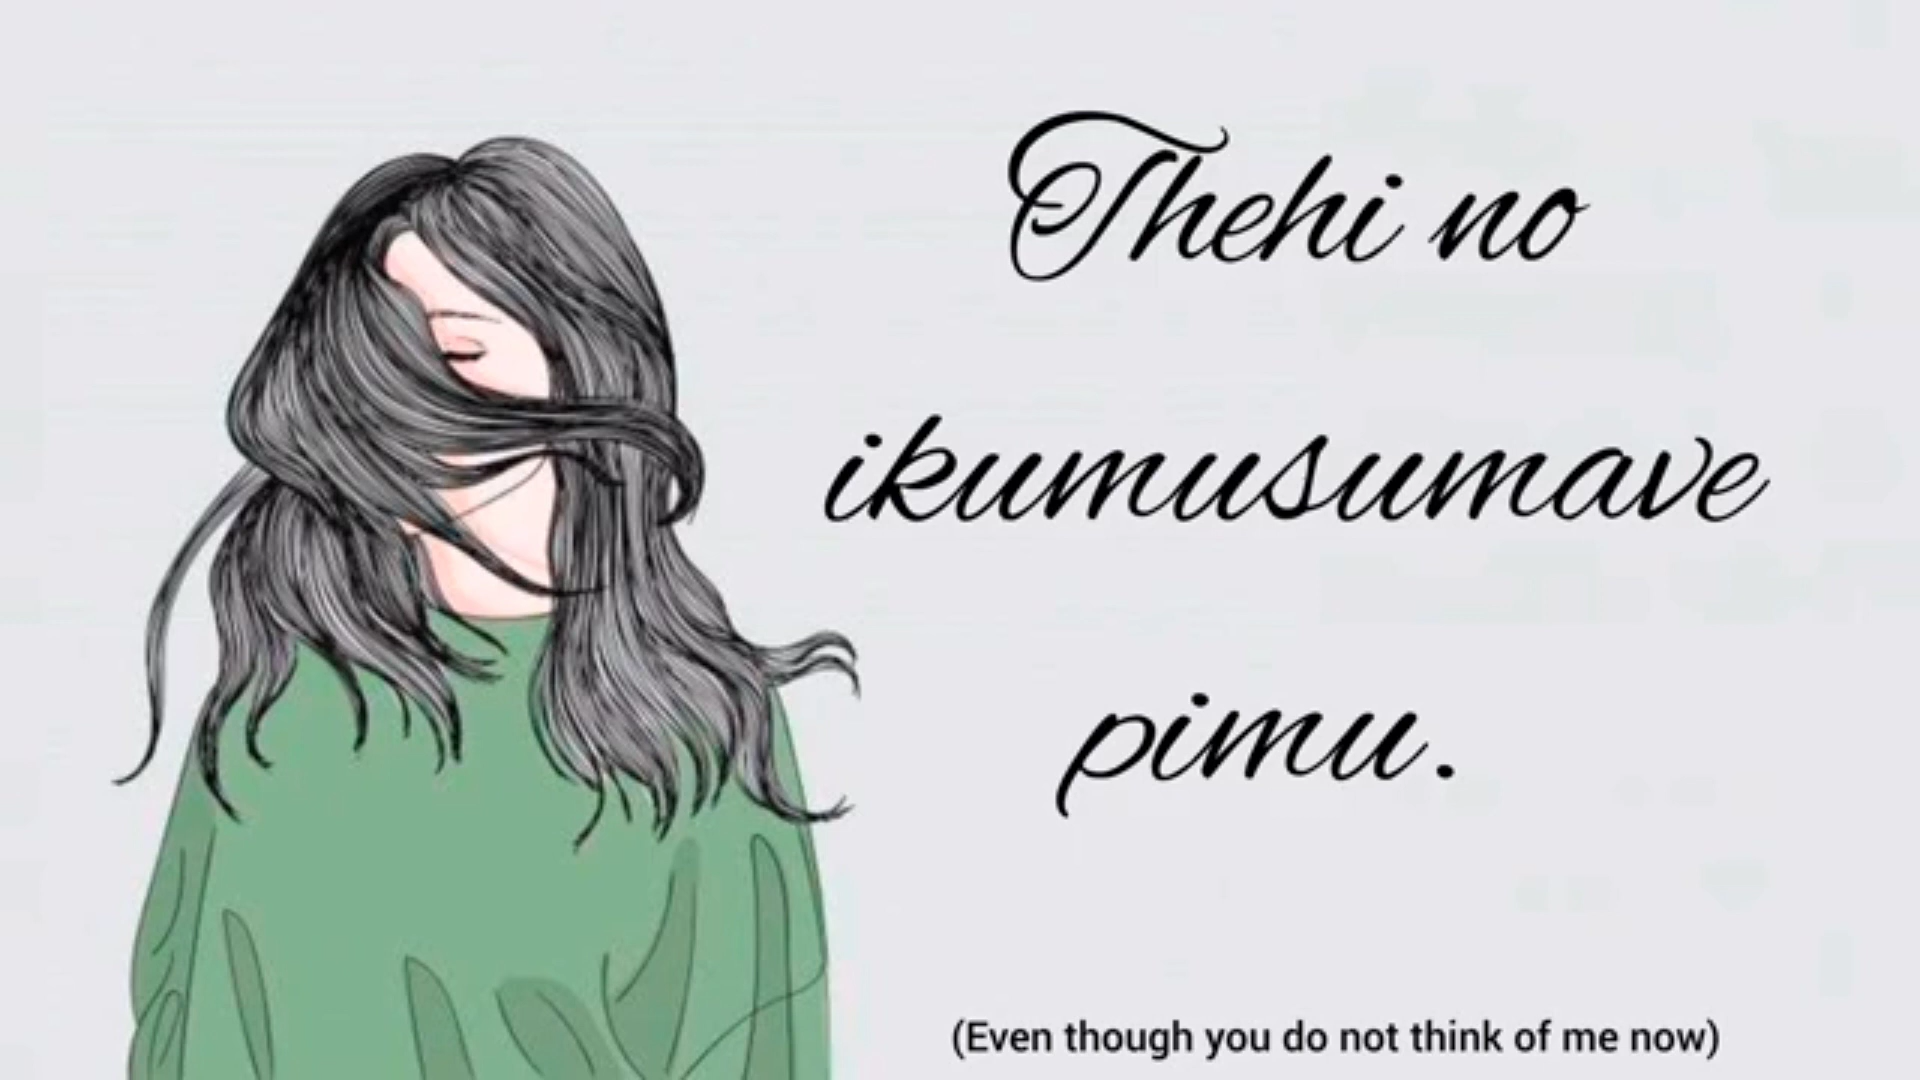 Thehi no
ikumusumave
pimu.
(Even though you do not think of me now)